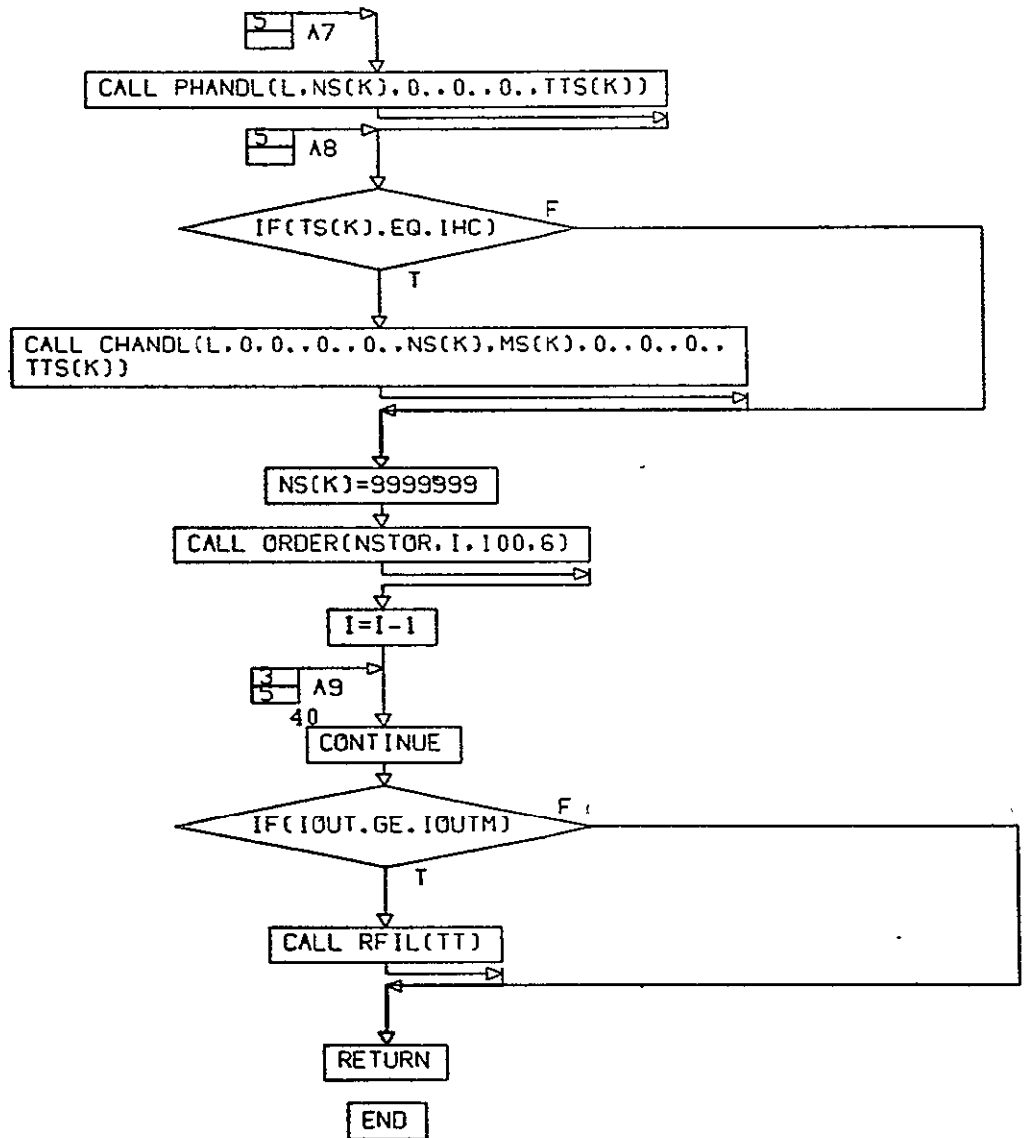 5
A7
CALL PHANDL(L,NS(K),0.,0.,0.,TTS(K))
5
A8
IF(TS(K).EQ.IHC)
F
T
CALL CHANDL(L,0,0.,0.,0.,NS(K),MS(K),0.,0.,0.,
TTS(K))
NS(K)=9999999
CALL ORDER(NSTOR,I,100,6)
I=I-1
3
5
A9
40
CONTINUE
IF(IOUT.GE.IOUTM)
F
T
CALL RFIL(TT)
RETURN
END